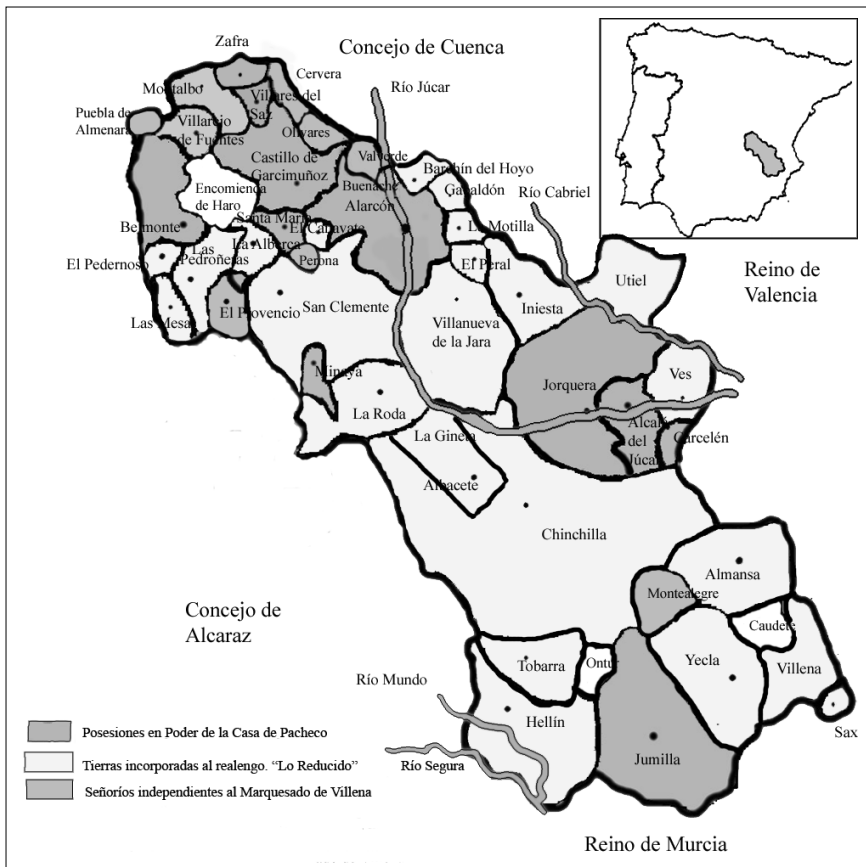 Zafra
Concejo de Cuenca
Cervera
Río Júcar
Montalbo
Villares del
Saz
Puebla de
Almenara
Villarejo
de Fuentes
Olivares
Castillo de
Garcimuñoz
Valverde
Barchín del Hoyo
Buenache
Gabaldón
Encomienda
de Haro
Alarcón
Río Cabriel
Belmonte
Santa María
El Cañavate
La Motilla
Las
Pedroñeras
La Alberca
El Pedernoso
Perona
El Peral
Utiel
Reino de
Valencia
Las Mesas
El Provencio
San Clemente
Villanueva
de la Jara
Iniesta
Minaya
Jorquera
Ves
La Roda
La Gineta
Alcalá
del
Júcar
Carcelén
Albacete
Chinchilla
Almansa
Montealegre
Concejo de
Alcaraz
Caudete
Tobarra
Ontur
Yecla
Villena
Río Mundo
Hellín
Sax
Posesiones en Poder de la Casa de Pacheco
Tierras incorporadas al realengo. “Lo Reducido”
Río Segura
Jumilla
Señoríos independientes al Marquesado de Villena
Reino de Murcia